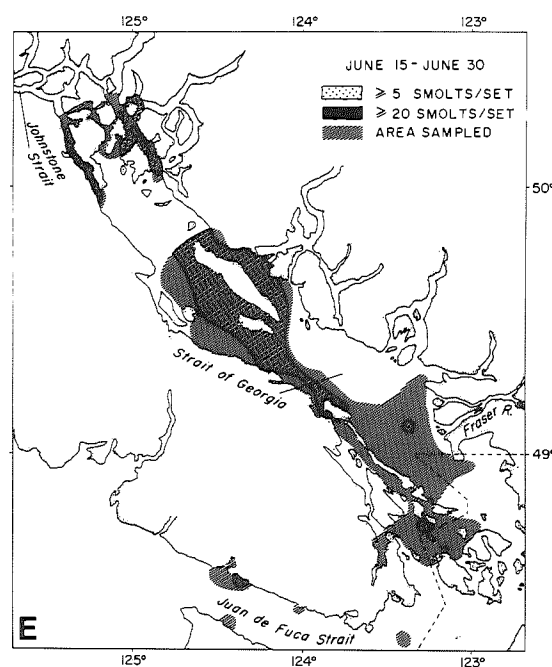 125°
124°
123°
JUNE 15 - JUNE 30
≥ 5 SMOLTS/SET
≥ 20 SMOLTS/SET
AREA SAMPLED
Johnstone
Strait
50°
Strait of Georgia
Fraser R.
49°
Juan de Fuca Strait
E
125°
124°
123°